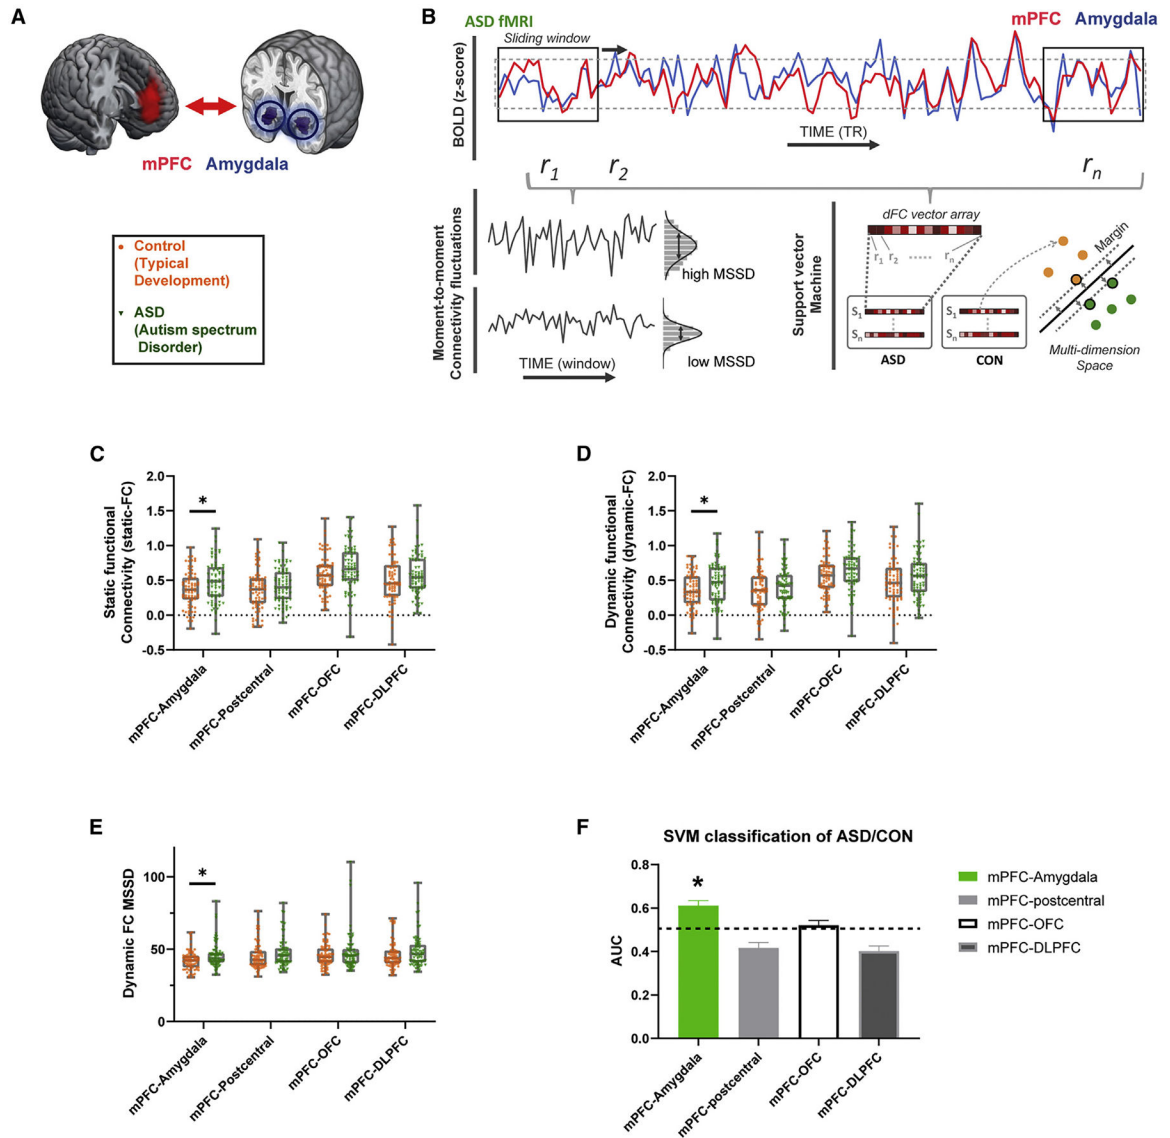 A
mPFC Amygdala
Control
(Typical
Development)
ASD
(Autism spectrum
Disorder)
B
ASD fMRI
mPFC Amygdala
Sliding window
BOLD (z-score)
TIME (TR)
r1 r2 rn
Moment-to-moment
Connectivity fluctuations
high MSSD
low MSSD
TIME (window)
Support vector
Machine
dFC vector array
r1 r2 rn
S1
Sn
ASD
S1
Sn
CON
Margin
Multi-dimension
Space
C
Static functional
Connectivity (static-FC)
2.0
1.5
1.0
0.5
0.0
-0.5
*
mPFC-Amygdala
mPFC-Postcentral
mPFC-OFC
mPFC-DLPFC
D
Dynamic functional
Connectivity (dynamic-FC)
2.0
1.5
1.0
0.5
0.0
-0.5
*
mPFC-Amygdala
mPFC-Postcentral
mPFC-OFC
mPFC-DLPFC
E
Dynamic FC MSSD
100
50
0
*
mPFC-Amygdala
mPFC-Postcentral
mPFC-OFC
mPFC-DLPFC
F
SVM classification of ASD/CON
AUC
0.8
0.6
0.4
0.2
0.0
*
mPFC-Amygdala
mPFC-postcentral
mPFC-OFC
mPFC-DLPFC
mPFC-Amygdala
mPFC-postcentral
mPFC-OFC
mPFC-DLPFC